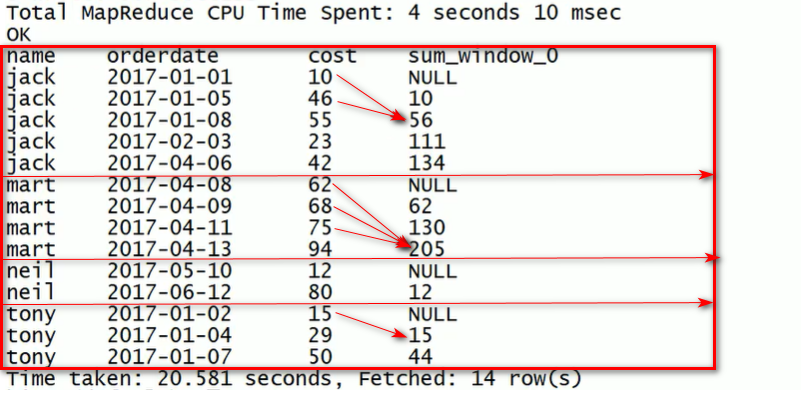 Total MapReduce CPU Time Spent: 4 seconds 10 msec
OK
name orderdate cost sum_window_0
jack 2017-01-01 10 NULL
jack 2017-01-05 46 10
jack 2017-01-08 55 56
jack 2017-02-03 23 111
jack 2017-04-06 42 134
mart 2017-04-08 62 NULL
mart 2017-04-09 68 62
mart 2017-04-11 75 130
mart 2017-04-13 94 205
neil 2017-05-10 12 NULL
neil 2017-06-12 80 12
tony 2017-01-02 15 NULL
tony 2017-01-04 29 15
tony 2017-01-07 50 44
Time taken: 20.581 seconds, Fetched: 14 row(s)